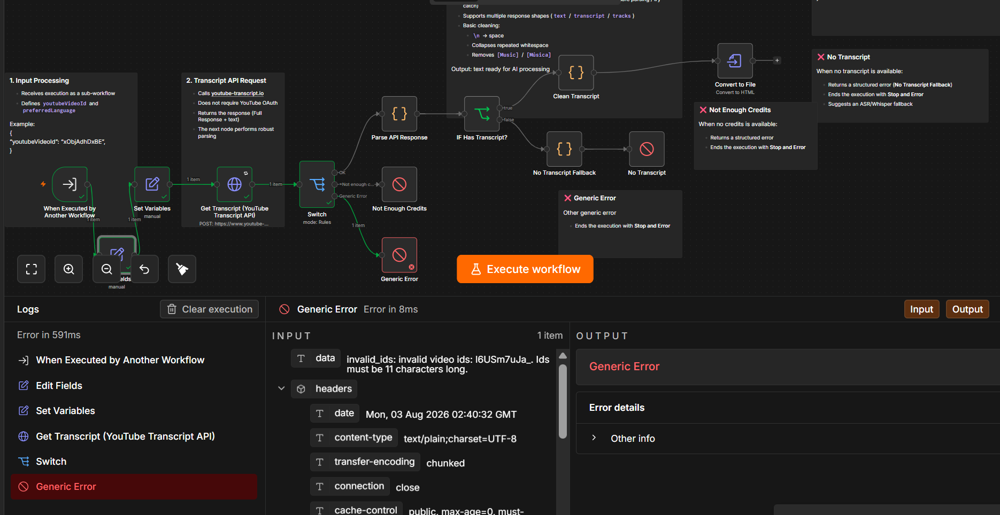 catch)
Supports multiple response shapes ( text / transcript / tracks )
Basic cleaning:
\n → space
Collapses repeated whitespace
Removes [Music] / [Música]
Output: text ready for AI processing
Clean Transcript
Convert to File
Convert to HTML
❌ No Transcript
When no transcript is available:
Returns a structured error (No Transcript Fallback)
Ends the execution with Stop and Error
Suggests an ASR/Whisper fallback
❌ Not Enough Credits
When no credits is available:
Returns a structured error
Ends the execution with Stop and Error
1. Input Processing
Receives execution as a sub-workflow
Defines youtubeVideoId and
preferredLanguage
Example:
{
“youtubeVideoId”: “xObjAdhDxBE”,
}
2. Transcript API Request
Calls youtube-transcript.io
Does not require YouTube OAuth
Returns the response (Full
Response + text)
The next node performs robust
parsing
Parse API Response
IF Has Transcript?
true
false
No Transcript Fallback
No Transcript
When Executed by
Another Workflow
1 item
1 item
Set Variables
manual
1 item
Get Transcript (YouTube
Transcript API)
POST: https://www.youtube-...
1 item
Switch
mode: Rules
OK
=Not enough c...
Generic Error
Not Enough Credits
1 item
Generic Error
❌ Generic Error
Other generic error
Ends the execution with Stop and Error
elds
manual
Execute workflow
Logs
Clear execution
Generic Error Error in 8ms
Input
Output
Error in 591ms
When Executed by Another Workflow
Edit Fields
Set Variables
Get Transcript (YouTube Transcript API)
Switch
Generic Error
INPUT
1 item
data
invalid_ids: invalid video ids: l6USm7uJa_. Ids
must be 11 characters long.
headers
date Mon, 03 Aug 2026 02:40:32 GMT
content-type text/plain;charset=UTF-8
transfer-encoding chunked
connection close
cache-control public, max-age=0, must-
OUTPUT
Generic Error
Error details
Other info